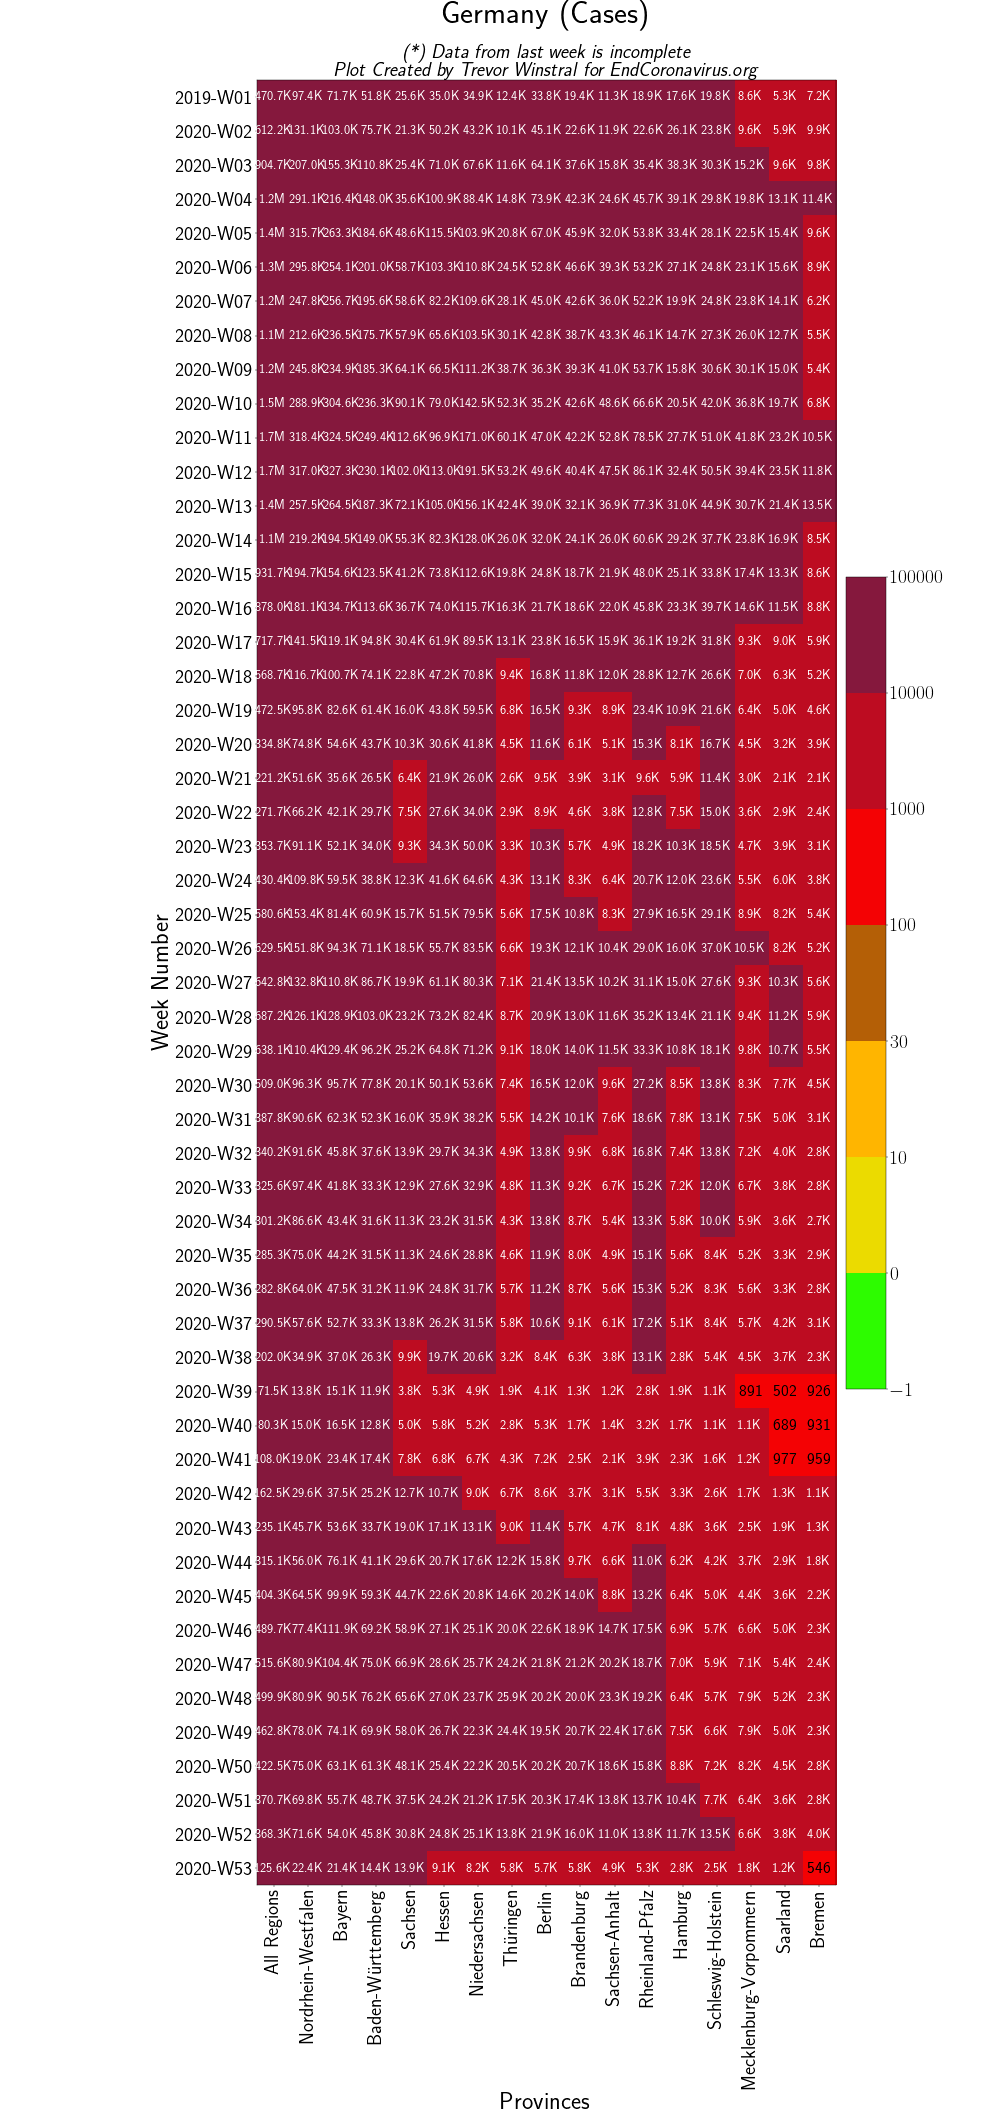 Germany (Cases)
(*) Data from last week is incomplete
Plot Created by Trevor Winstral for EndCoronavirus.org
2019-W01 470.7K 97.4K 71.7K 51.8K 25.6K 35.0K 34.9K 12.4K 33.8K 19.4K 11.3K 18.9K 17.6K 19.8K 8.6K 5.3K 7.2K
2020-W02 612.2K 131.1K 103.0K 75.7K 21.3K 50.2K 43.2K 10.1K 45.1K 22.6K 11.9K 22.6K 26.1K 23.8K 9.6K 5.9K 9.9K
2020-W03 904.7K 207.0K 155.3K 110.8K 25.4K 71.0K 67.6K 11.6K 64.1K 37.6K 15.8K 35.4K 38.3K 30.3K 15.2K 9.6K 9.8K
2020-W04 1.2M 291.1K 216.4K 148.0K 35.6K 100.9K 88.4K 14.8K 73.9K 42.3K 24.6K 45.7K 39.1K 29.8K 19.8K 13.1K 11.4K
2020-W05 1.4M 315.7K 263.3K 184.6K 48.6K 115.5K 103.9K 20.8K 67.0K 45.9K 32.0K 53.8K 33.4K 28.1K 22.5K 15.4K 9.6K
2020-W06 1.3M 295.8K 254.1K 201.0K 58.7K 103.3K 110.8K 24.5K 52.8K 46.6K 39.3K 53.2K 27.1K 24.8K 23.1K 15.6K 8.9K
2020-W07 1.2M 247.8K 256.7K 195.6K 58.6K 82.2K 109.6K 28.1K 45.0K 42.6K 36.0K 52.2K 19.9K 24.8K 23.8K 14.1K 6.2K
2020-W08 1.1M 212.6K 236.5K 175.7K 57.9K 65.6K 103.5K 30.1K 42.8K 38.7K 43.3K 46.1K 14.7K 27.3K 26.0K 12.7K 5.5K
2020-W09 1.2M 245.8K 234.9K 185.3K 64.1K 66.5K 111.2K 38.7K 36.3K 39.3K 41.0K 53.7K 15.8K 30.6K 30.1K 15.0K 5.4K
2020-W10 1.5M 288.9K 304.6K 236.3K 90.1K 79.0K 142.5K 52.3K 35.2K 42.6K 48.6K 66.6K 20.5K 42.0K 36.8K 19.7K 6.8K
2020-W11 1.7M 318.4K 324.5K 249.4K 112.6K 96.9K 171.0K 60.1K 47.0K 42.2K 52.8K 78.5K 27.7K 51.0K 41.8K 23.2K 10.5K
2020-W12 1.7M 317.0K 327.3K 230.1K 102.0K 113.0K 191.5K 53.2K 49.6K 40.4K 47.5K 86.1K 32.4K 50.5K 39.4K 23.5K 11.8K
2020-W13 1.4M 257.5K 264.5K 187.3K 72.1K 105.0K 156.1K 42.4K 39.0K 32.1K 36.9K 77.3K 31.0K 44.9K 30.7K 21.4K 13.5K
2020-W14 1.1M 219.2K 194.5K 149.0K 55.3K 82.3K 128.0K 26.0K 32.0K 24.1K 26.0K 60.6K 29.2K 37.7K 23.8K 16.9K 8.5K
2020-W15 931.7K 194.7K 154.6K 123.5K 41.2K 73.8K 112.6K 19.8K 24.8K 18.7K 21.9K 48.0K 25.1K 33.8K 17.4K 13.3K 8.6K
2020-W16 878.0K 181.1K 134.7K 113.6K 36.7K 74.0K 115.7K 16.3K 21.7K 18.6K 22.0K 45.8K 23.3K 39.7K 14.6K 11.5K 8.8K
2020-W17 717.7K 141.5K 119.1K 94.8K 30.4K 61.9K 89.5K 13.1K 23.8K 16.5K 15.9K 36.1K 19.2K 31.8K 9.3K 9.0K 5.9K
2020-W18 568.7K 116.7K 100.7K 74.1K 22.8K 47.2K 70.8K 9.4K 16.8K 11.8K 12.0K 28.8K 12.7K 26.6K 7.0K 6.3K 5.2K
2020-W19 472.5K 95.8K 82.6K 61.4K 16.0K 43.8K 59.5K 6.8K 16.5K 9.3K 8.9K 23.4K 10.9K 21.6K 6.4K 5.0K 4.6K
2020-W20 334.8K 74.8K 54.6K 43.7K 10.3K 30.6K 41.8K 4.5K 11.6K 6.1K 5.1K 15.3K 8.1K 16.7K 4.5K 3.2K 3.9K
2020-W21 221.2K 51.6K 35.6K 26.5K 6.4K 21.9K 26.0K 2.6K 9.5K 3.9K 3.1K 9.6K 5.9K 11.4K 3.0K 2.1K 2.1K
2020-W22 271.7K 66.2K 42.1K 29.7K 7.5K 27.6K 34.0K 2.9K 8.9K 4.6K 3.8K 12.8K 7.5K 15.0K 3.6K 2.9K 2.4K
2020-W23 353.7K 91.1K 52.1K 34.0K 9.3K 34.3K 50.0K 3.3K 10.3K 5.7K 4.9K 18.2K 10.3K 18.5K 4.7K 3.9K 3.1K
2020-W24 430.4K 109.8K 59.5K 38.8K 12.3K 41.6K 64.6K 4.3K 13.1K 8.3K 6.4K 20.7K 12.0K 23.6K 5.5K 6.0K 3.8K
2020-W25 580.6K 153.4K 81.4K 60.9K 15.7K 51.5K 79.5K 5.6K 17.5K 10.8K 8.3K 27.9K 16.5K 29.1K 8.9K 8.2K 5.4K
2020-W26 629.5K 151.8K 94.3K 71.1K 18.5K 55.7K 83.5K 6.6K 19.3K 12.1K 10.4K 29.0K 16.0K 37.0K 10.5K 8.2K 5.2K
2020-W27 642.8K 132.8K 110.8K 86.7K 19.9K 61.1K 80.3K 7.1K 21.4K 13.5K 10.2K 31.1K 15.0K 27.6K 9.3K 10.3K 5.6K
2020-W28 687.2K 126.1K 128.9K 103.0K 23.2K 73.2K 82.4K 8.7K 20.9K 13.0K 11.6K 35.2K 13.4K 21.1K 9.4K 11.2K 5.9K
2020-W29 638.1K 110.4K 129.4K 96.2K 25.2K 64.8K 71.2K 9.1K 18.0K 14.0K 11.5K 33.3K 10.8K 18.1K 9.8K 10.7K 5.5K
2020-W30 509.0K 96.3K 95.7K 77.8K 20.1K 50.1K 53.6K 7.4K 16.5K 12.0K 9.6K 27.2K 8.5K 13.8K 8.3K 7.7K 4.5K
2020-W31 387.8K 90.6K 62.3K 52.3K 16.0K 35.9K 38.2K 5.5K 14.2K 10.1K 7.6K 18.6K 7.8K 13.1K 7.5K 5.0K 3.1K
2020-W32 340.2K 91.6K 45.8K 37.6K 13.9K 29.7K 34.3K 4.9K 13.8K 9.9K 6.8K 16.8K 7.4K 13.8K 7.2K 4.0K 2.8K
2020-W33 325.6K 97.4K 41.8K 33.3K 12.9K 27.6K 32.9K 4.8K 11.3K 9.2K 6.7K 15.2K 7.2K 12.0K 6.7K 3.8K 2.8K
2020-W34 301.2K 86.6K 43.4K 31.6K 11.3K 23.2K 31.5K 4.3K 13.8K 8.7K 5.4K 13.3K 5.8K 10.0K 5.9K 3.6K 2.7K
2020-W35 285.3K 75.0K 44.2K 31.5K 11.3K 24.6K 28.8K 4.6K 11.9K 8.0K 4.9K 15.1K 5.6K 8.4K 5.2K 3.3K 2.9K
2020-W36 282.8K 64.0K 47.5K 31.2K 11.9K 24.8K 31.7K 5.7K 11.2K 8.7K 5.6K 15.3K 5.2K 8.3K 5.6K 3.3K 2.8K
2020-W37 290.5K 57.6K 52.7K 33.3K 13.8K 26.2K 31.5K 5.8K 10.6K 9.1K 6.1K 17.2K 5.1K 8.4K 5.7K 4.2K 3.1K
2020-W38 202.0K 34.9K 37.0K 26.3K 9.9K 19.7K 20.6K 3.2K 8.4K 6.3K 3.8K 13.1K 2.8K 5.4K 4.5K 3.7K 2.3K
2020-W39 71.5K 13.8K 15.1K 11.9K 3.8K 5.3K 4.9K 1.9K 4.1K 1.3K 1.2K 2.8K 1.9K 1.1K 891 502 926
2020-W40 80.3K 15.0K 16.5K 12.8K 5.0K 5.8K 5.2K 2.8K 5.3K 1.7K 1.4K 3.2K 1.7K 1.1K 1.1K 689 931
2020-W41 108.0K 19.0K 23.4K 17.4K 7.8K 6.8K 6.7K 4.3K 7.2K 2.5K 2.1K 3.9K 2.3K 1.6K 1.2K 977 959
2020-W42 162.5K 29.6K 37.5K 25.2K 12.7K 10.7K 9.0K 6.7K 8.6K 3.7K 3.1K 5.5K 3.3K 2.6K 1.7K 1.3K 1.1K
2020-W43 235.1K 45.7K 53.6K 33.7K 19.0K 17.1K 13.1K 9.0K 11.4K 5.7K 4.7K 8.1K 4.8K 3.6K 2.5K 1.9K 1.3K
2020-W44 315.1K 56.0K 76.1K 41.1K 29.6K 20.7K 17.6K 12.2K 15.8K 9.7K 6.6K 11.0K 6.2K 4.2K 3.7K 2.9K 1.8K
2020-W45 404.3K 64.5K 99.9K 59.3K 44.7K 22.6K 20.8K 14.6K 20.2K 14.0K 8.8K 13.2K 6.4K 5.0K 4.4K 3.6K 2.2K
2020-W46 489.7K 77.4K 111.9K 69.2K 58.9K 27.1K 25.1K 20.0K 22.6K 18.9K 14.7K 17.5K 6.9K 5.7K 6.6K 5.0K 2.3K
2020-W47 515.6K 80.9K 104.4K 75.0K 66.9K 28.6K 25.7K 24.2K 21.8K 21.2K 20.2K 18.7K 7.0K 5.9K 7.1K 5.4K 2.4K
2020-W48 499.9K 80.9K 90.5K 76.2K 65.6K 27.0K 23.7K 25.9K 20.2K 20.0K 23.3K 19.2K 6.4K 5.7K 7.9K 5.2K 2.3K
2020-W49 462.8K 78.0K 74.1K 69.9K 58.0K 26.7K 22.3K 24.4K 19.5K 20.7K 22.4K 17.6K 7.5K 6.6K 7.9K 5.0K 2.3K
2020-W50 422.5K 75.0K 63.1K 61.3K 48.1K 25.4K 22.2K 20.5K 20.2K 20.7K 18.6K 15.8K 8.8K 7.2K 8.2K 4.5K 2.8K
2020-W51 370.7K 69.8K 55.7K 48.7K 37.5K 24.2K 21.2K 17.5K 20.3K 17.4K 13.8K 13.7K 10.4K 7.7K 6.4K 3.6K 2.8K
2020-W52 368.3K 71.6K 54.0K 45.8K 30.8K 24.8K 25.1K 13.8K 21.9K 16.0K 11.0K 13.8K 11.7K 13.5K 6.6K 3.8K 4.0K
2020-W53 125.6K 22.4K 21.4K 14.4K 13.9K 9.1K 8.2K 5.8K 5.7K 5.8K 4.9K 5.3K 2.8K 2.5K 1.8K 1.2K 546
Week Number
All Regions
Nordrhein-Westfalen
Bayern
Baden-Württemberg
Sachsen
Hessen
Niedersachsen
Thüringen
Berlin
Brandenburg
Sachsen-Anhalt
Rheinland-Pfalz
Hamburg
Schleswig-Holstein
Mecklenburg-Vorpommern
Saarland
Bremen
Provinces
100000
10000
1000
100
30
10
0
−1